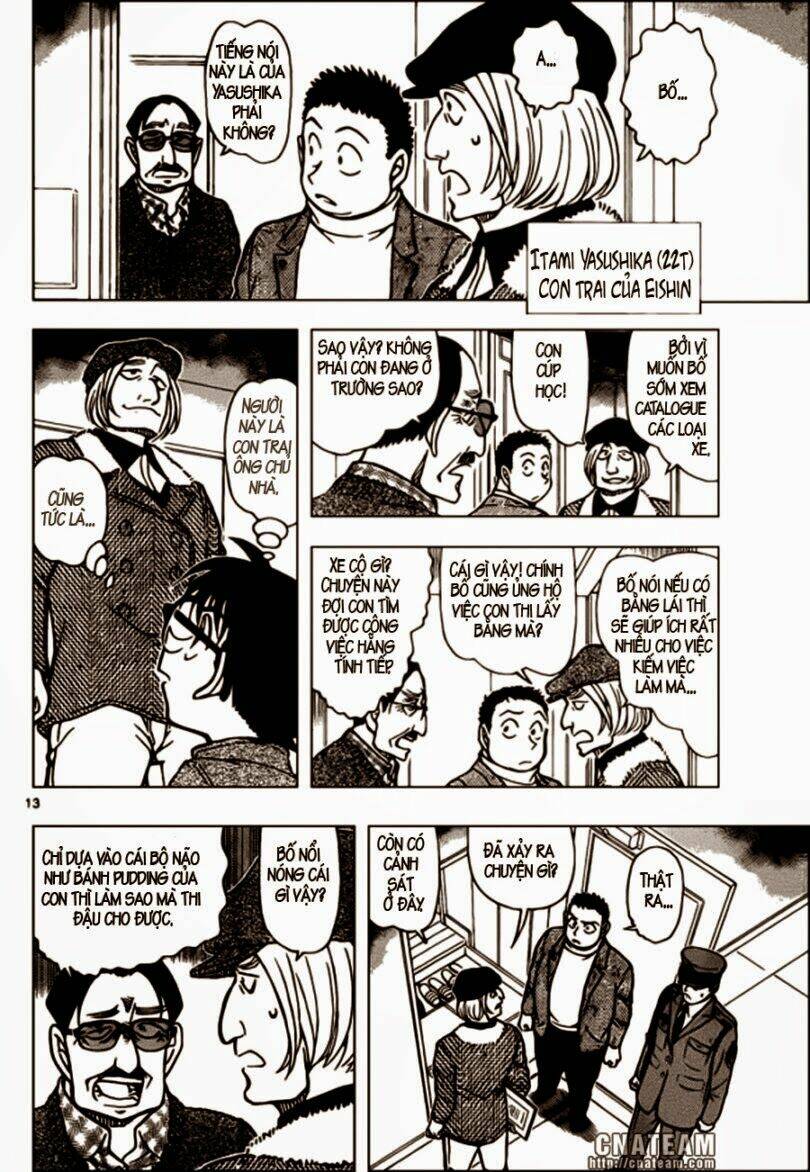 BỐ...
A...
TIẾNG NÓI
NÀY LÀ CỦA
YASUSHIKA
PHẢI
KHÔNG?
ITAMI YASUSHIKA (22T)
CON TRAI CỦA EISHIN
BỞI VÌ
MUỐN BỐ
SỚM XEM
CATALOGUE
CÁC LOẠI
XE.
CON
CÚP
HỌC!
SAO VẬY? KHÔNG
PHẢI CON ĐANG Ở
TRƯỜNG SAO?
NGƯỜI
NÀY LÀ
CON TRAI
ÔNG CHỦ
NHÀ.
CŨNG
TỨC LÀ...
BỐ NÓI NẾU CÓ
BẰNG LÁI THÌ
SẼ GIÚP ÍCH RẤT
NHIỀU CHO VIỆC
KIẾM VIỆC
LÀM MÀ...
CÁI GÌ VẬY! CHÍNH
BỐ CŨNG ỦNG HỘ
VIỆC CON THI LẤY
BẰNG MÀ?
XE CỘ GÌ?
CHUYỆN NÀY
ĐỢI CON TÌM
ĐƯỢC CÔNG
VIỆC HẴNG
TÍNH TIẾP.
13
THẬT
RA...
ĐÃ XẢY RA
CHUYỆN GÌ?
CÒN CÓ
CẢNH
SÁT
Ở ĐÂY.
BỐ NỔI
NÓNG CÁI
GÌ VẬY?
CHỈ DỰA VÀO CÁI BỘ NÃO
NHƯ BÁNH PUDDING CỦA
CON THÌ LÀM SAO MÀ THI
ĐẬU CHO ĐƯỢC.
CNATEAM
http://cnateam.com/